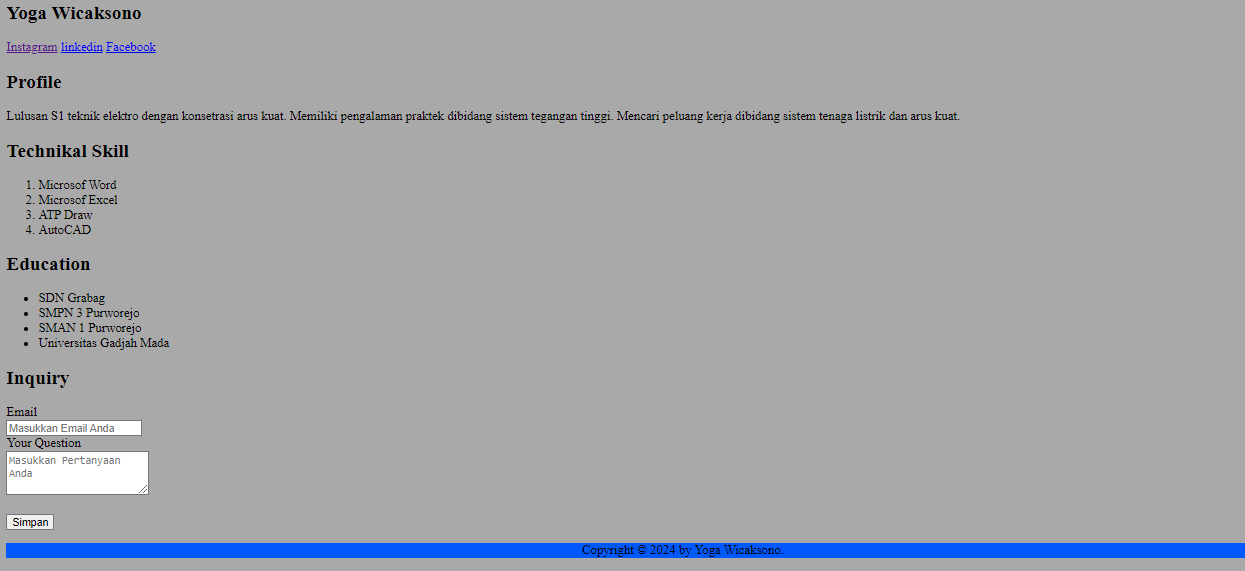 Yoga Wicaksono
Instagram linkedin Facebook
Profile
Lulusan S1 teknik elektro dengan konsetrasi arus kuat. Memiliki pengalaman praktek dibidang sistem tegangan tinggi. Mencari peluang kerja dibidang sistem tenaga listrik dan arus kuat.
Technikal Skill
1. Microsof Word
2. Microsof Excel
3. ATP Draw
4. AutoCAD
Education
• SDN Grabag
• SMPN 3 Purworejo
• SMAN 1 Purworejo
• Universitas Gadjah Mada
Inquiry
Email
Masukkan Email Anda
Your Question
Masukkan Pertanyaan
Anda
Simpan
Copyright © 2024 by Yoga Wicaksono.